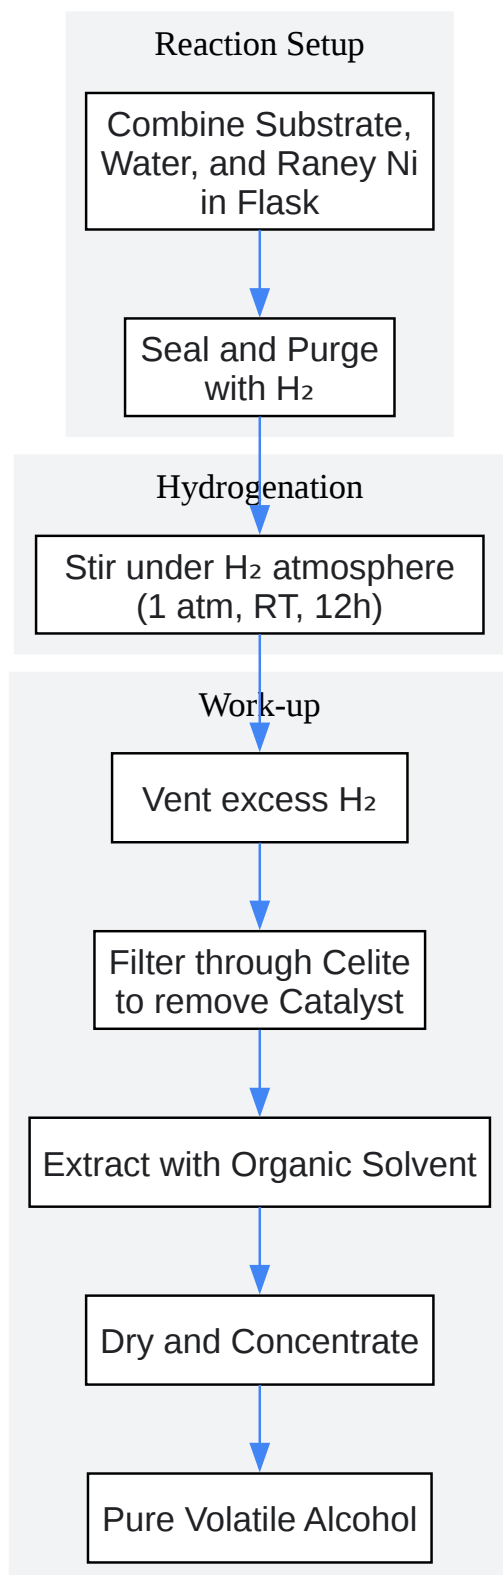 Reaction Setup
Combine Substrate,
Water, and Raney Ni
in Flask
Seal and Purge
with H₂
Hydrogenation
Stir under H₂ atmosphere
(1 atm, RT, 12h)
Work-up
Vent excess H₂
Filter through Celite
to remove Catalyst
Extract with Organic Solvent
Dry and Concentrate
Pure Volatile Alcohol